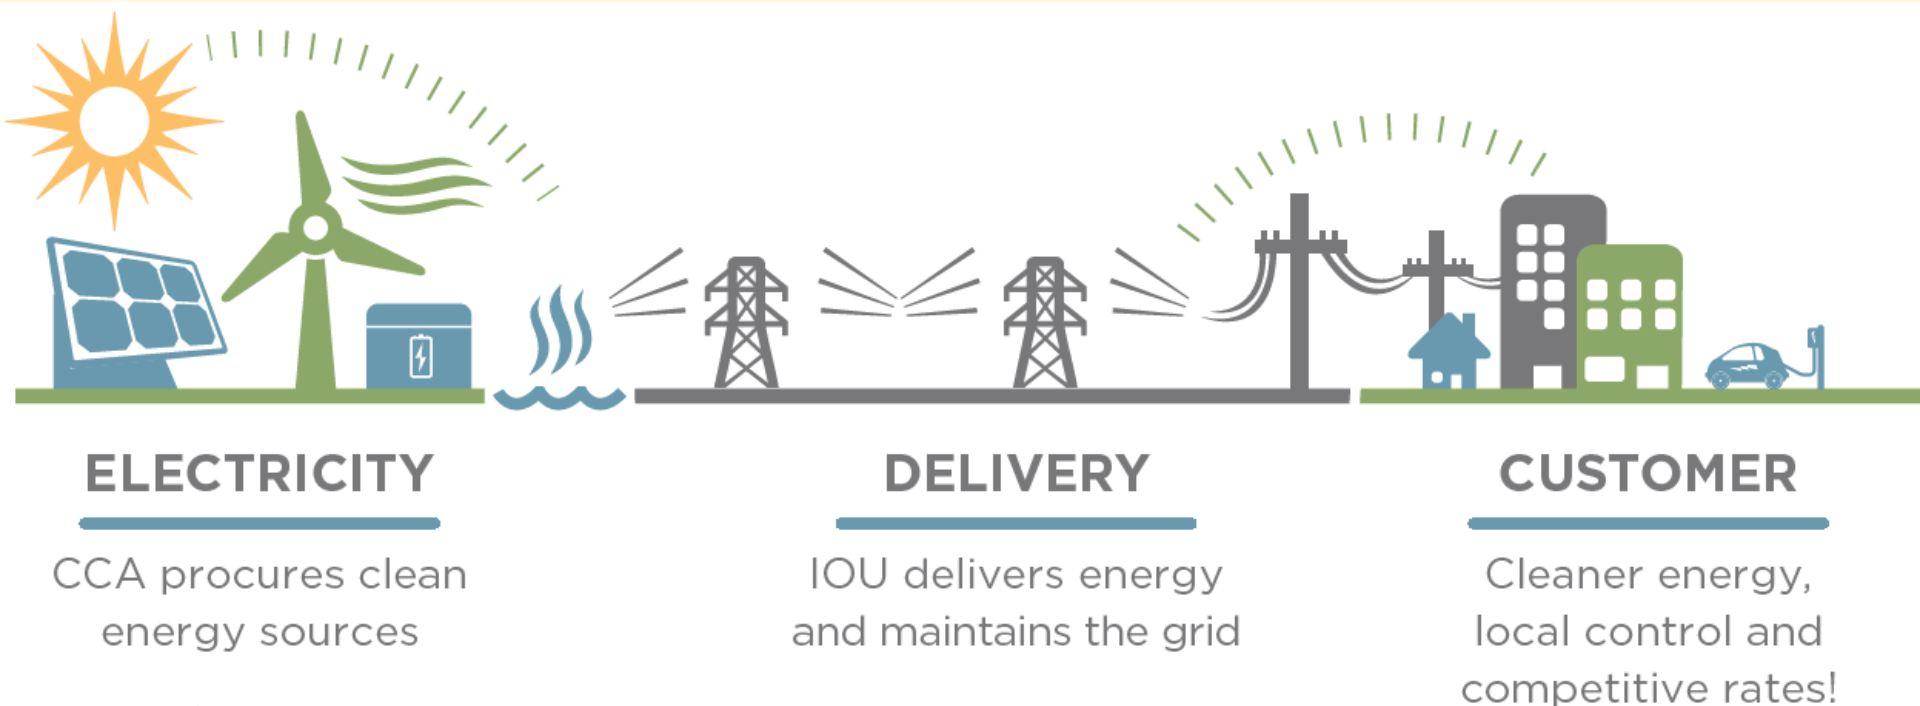 ELECTRICITY
CCA procures clean
energy sources
DELIVERY
IOU delivers energy
and maintains the grid
CUSTOMER
Cleaner energy,
local control and
competitive rates!